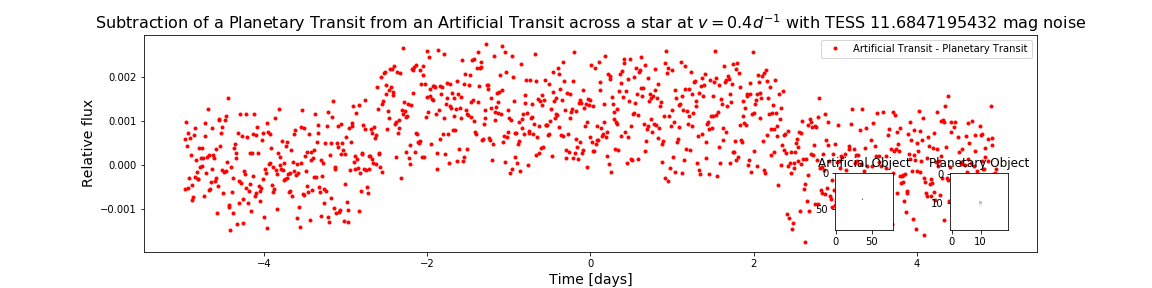 Subtraction of a Planetary Transit from an Artificial Transit across a star at v = 0.4d⁻¹ with TESS 11.6847195432 mag noise
Artificial Transit - Planetary Transit
Relative flux
0.002
0.001
0.000
−0.001
Artificial Object
0
50
0
50
Planetary Object
0
10
0
10
−4
−2
0
2
4
Time [days]